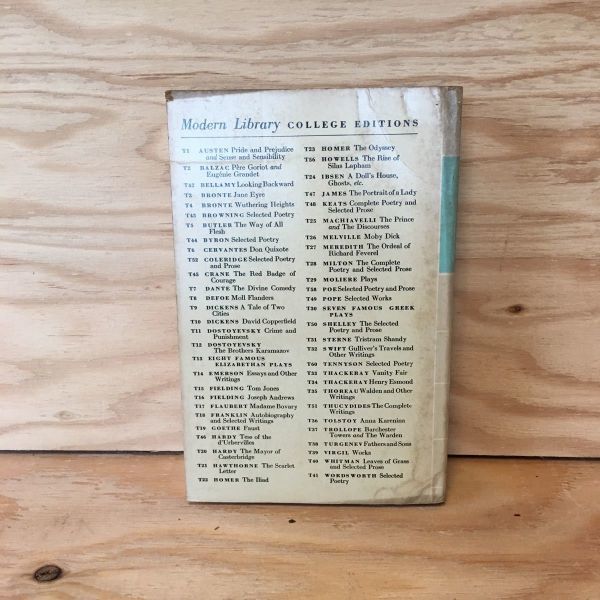 Modern Library COLLEGE EDITIONS
T1 AUSTEN Pride and Prejudice
and Sense and Sensibility
T2 BALZAC Père Goriot and
Eugénie Grandet
T42 BELLAMY Looking Backward
T3 BRONTE Jane Eyre
T4 BRONTE Wuthering Heights
T43 BROWNING Selected Poetry
T5 BUTLER The Way of All
Flesh
T44 BYRON Selected Poetry
T6 CERVANTES Don Quixote
T52 COLERIDGE Selected Poetry
and Prose
T45 CRANE The Red Badge of
Courage
T7 DANTE The Divine Comedy
T8 DEFOE Moll Flanders
T9 DICKENS A Tale of Two
Cities
T10 DICKENS David Copperfield
T11 DOSTOYEVSKY Crime and
Punishment
T12 DOSTOYEVSKY
The Brothers Karamazov
T13 EIGHT FAMOUS
ELIZABETHAN PLAYS
T14 EMERSON Essays and Other
Writings
T15 FIELDING Tom Jones
T16 FIELDING Joseph Andrews
T17 FLAUBERT Madame Bovary
T18 FRANKLIN Autobiography
and Selected Writings
T19 GOETHE Faust
T46 HARDY Tess of the
d'Urbervilles
T20 HARDY The Mayor of
Casterbridge
T21 HAWTHORNE The Scarlet
Letter
T22 HOMER The Iliad
T23 HOMER The Odyssey
T56 HOWELLS The Rise of
Silas Lapham
T24 IBSEN A Doll's House,
Ghosts, etc.
T47 JAMES The Portrait of a Lady
T48 KEATS Complete Poetry and
Selected Prose
T25 MACHIAVELLI The Prince
and The Discourses
T26 MELVILLE Moby Dick
T27 MEREDITH The Ordeal of
Richard Feverel
T28 MILTON The Complete
Poetry and Selected Prose
T29 MOLIERE Plays
T58 POE Selected Poetry and Prose
T49 POPE Selected Works
T30 SEVEN FAMOUS GREEK
PLAYS
T50 SHELLEY The Selected
Poetry and Prose
T31 STERNE Tristram Shandy
T32 SWIFT Gulliver's Travels and
Other Writings
T60 TENNYSON Selected Poetry
T33 THACKERAY Vanity Fair
T34 THACKERAY Henry Esmond
T35 THOREAU Walden and Other
Writings
T51 THUCYDIDES The Complete
Writings
T36 TOLSTOY Anna Karenina
T37 TROLLOPE Barchester
Towers and The Warden
T38 TURGENEV Fathers and Sons
T39 VIRGIL Works
T40 WHITMAN Leaves of Grass
and Selected Prose
T41 WORDSWORTH Selected
Poetry